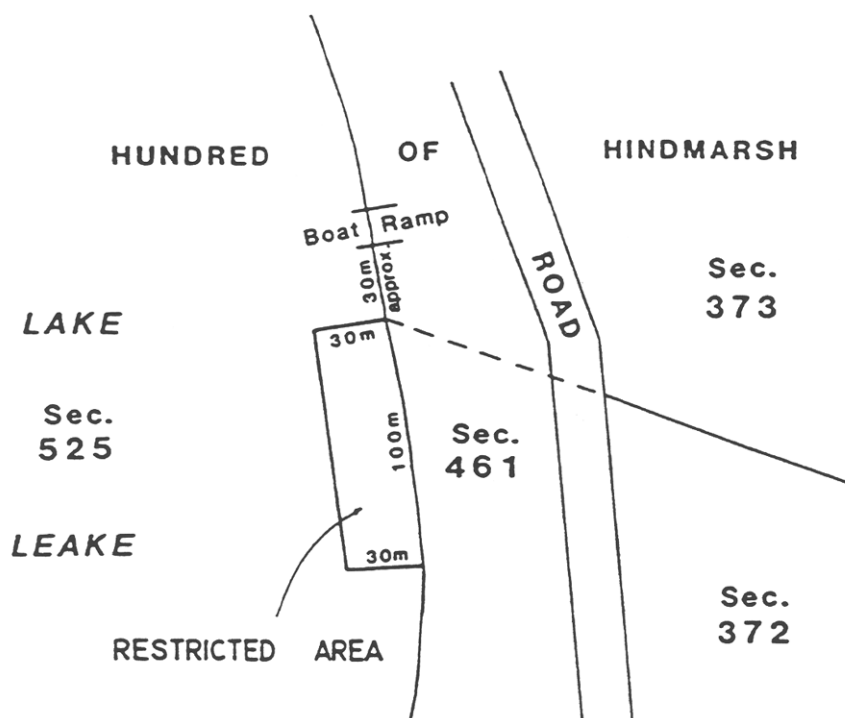 HUNDRED OF HINDMARSH
Boat Ramp
30m
approx.
ROAD
Sec.
373
LAKE
30m
Sec.
525
100m
Sec.
461
LEAKE
30m
Sec.
372
RESTRICTED AREA